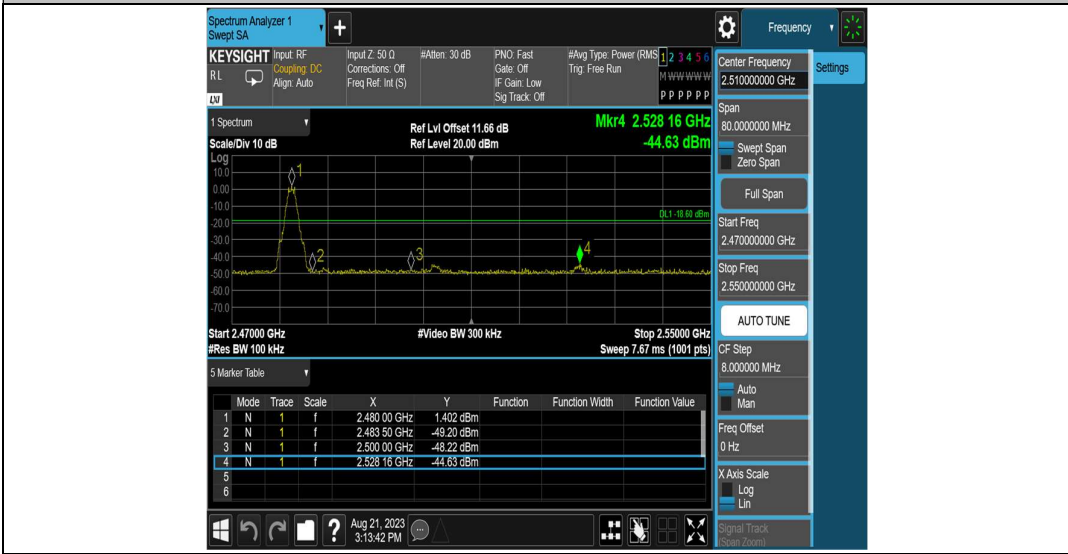 Spectrum Analyzer 1
Swept SA
+
Frequency
KEYSIGHT
RL
LXI
Input: RF
Coupling: DC
Align: Auto
Input Z: 50 Ω
Corrections: Off
Freq Ref: Int (S)
#Atten: 30 dB
PNO: Fast
Gate: Off
IF Gain: Low
Sig Track: Off
#Avg Type: Power (RMS
Trig: Free Run
1 2 3 4 5 6
M W W W W W
P P P P P P
1 Spectrum
Scale/Div 10 dB
Ref Lvl Offset 11.66 dB
Ref Level 20.00 dBm
Mkr4 2.528 16 GHz
-44.63 dBm
Log
10.0
0.00
-10.0
-20.0
-30.0
-40.0
-50.0
-60.0
-70.0
1
2
3
4
DL1 -18.60 dBm
Start 2.47000 GHz
#Res BW 100 kHz
#Video BW 300 kHz
Stop 2.55000 GHz
Sweep 7.67 ms (1001 pts)
5 Marker Table
Mode Trace Scale X Y Function Function Width Function Value
1 N 1 f 2.480 00 GHz 1.402 dBm
2 N 1 f 2.483 50 GHz -49.20 dBm
3 N 1 f 2.500 00 GHz -48.22 dBm
4 N 1 f 2.528 16 GHz -44.63 dBm
5
6
?
Aug 21, 2023
3:13:42 PM
Center Frequency
2.510000000 GHz
Settings
Span
80.0000000 MHz
Swept Span
Zero Span
Full Span
Start Freq
2.470000000 GHz
Stop Freq
2.550000000 GHz
AUTO TUNE
CF Step
8.000000 MHz
Auto
Man
Freq Offset
0 Hz
X Axis Scale
Log
Lin
Signal Track
(Span Zoom)